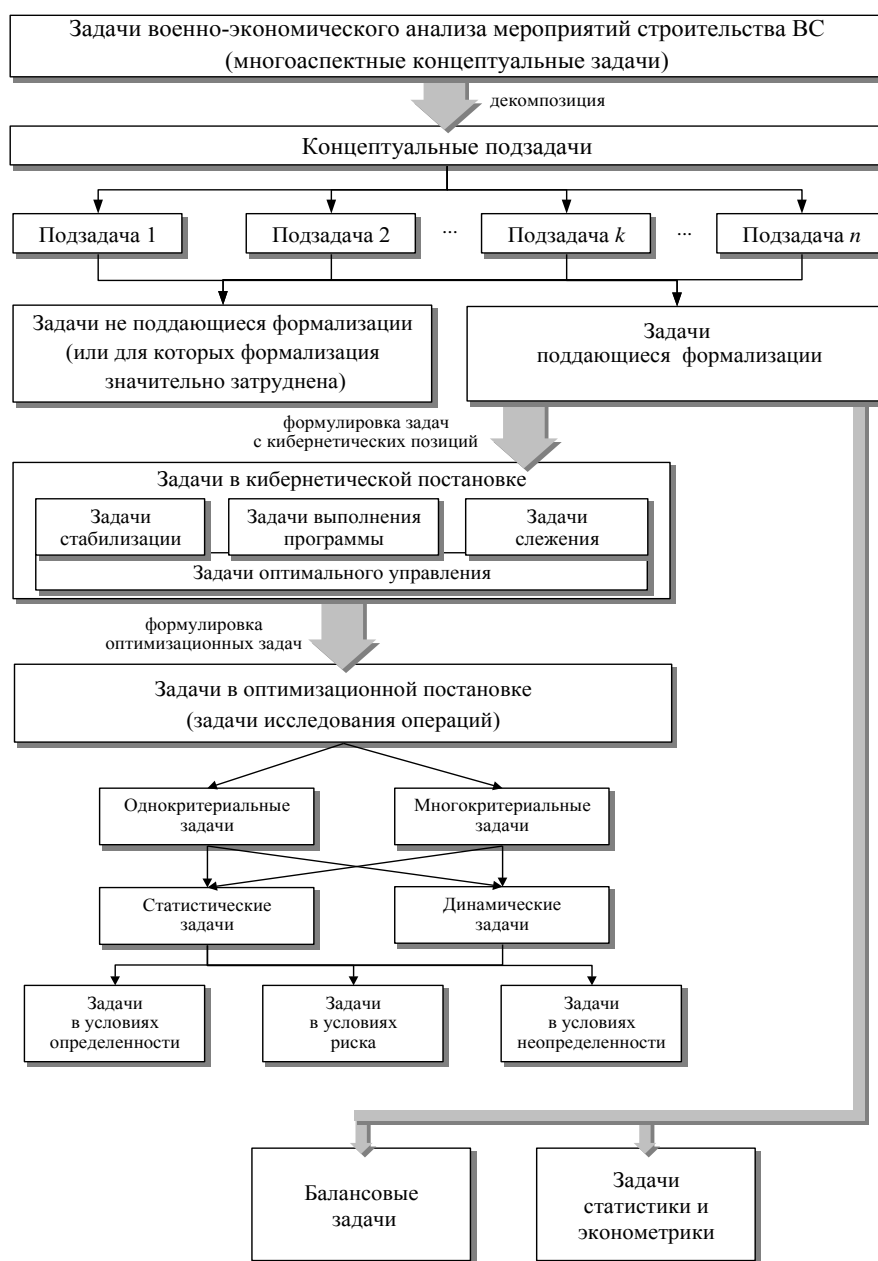 Задачи военно-экономического анализа мероприятий строительства ВС
(многоаспектные концептуальные задачи)
декомпозиция
Концептуальные подзадачи
Подзадача 1
Подзадача 2
...
Подзадача k
...
Подзадача n
Задачи не поддающиеся формализации
(или для которых формализация
значительно затруднена)
Задачи
поддающиеся формализации
формулировка задач
с кибернетических позиций
Задачи в кибернетической постановке
Задачи
стабилизации
Задачи выполнения
программы
Задачи
слежения
Задачи оптимального управления
формулировка
оптимизационных задач
Задачи в оптимизационной постановке
(задачи исследования операций)
Однокритериальные
задачи
Многокритериальные
задачи
Статистические
задачи
Динамические
задачи
Задачи
в условиях
определенности
Задачи
в условиях
риска
Задачи
в условиях
неопределенности
Балансовые
задачи
Задачи
статистики и
эконометрики